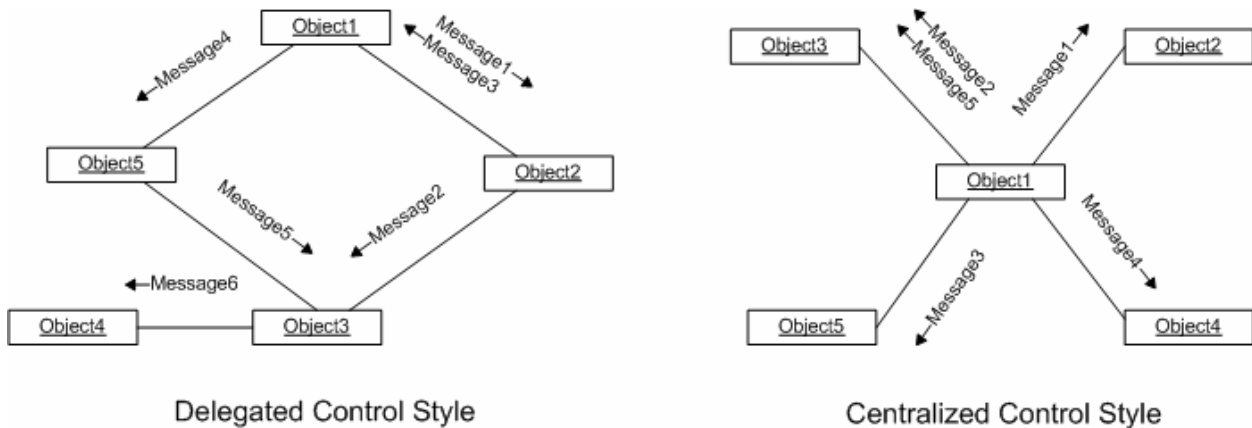 Object1
Message4
Message1
Message3
Object5
Object2
Message5
Message2
Message6
Object4
Object3
Delegated Control Style
Object3
Message2
Message5
Message1
Object2
Object1
Message3
Message4
Object5
Object4
Centralized Control Style